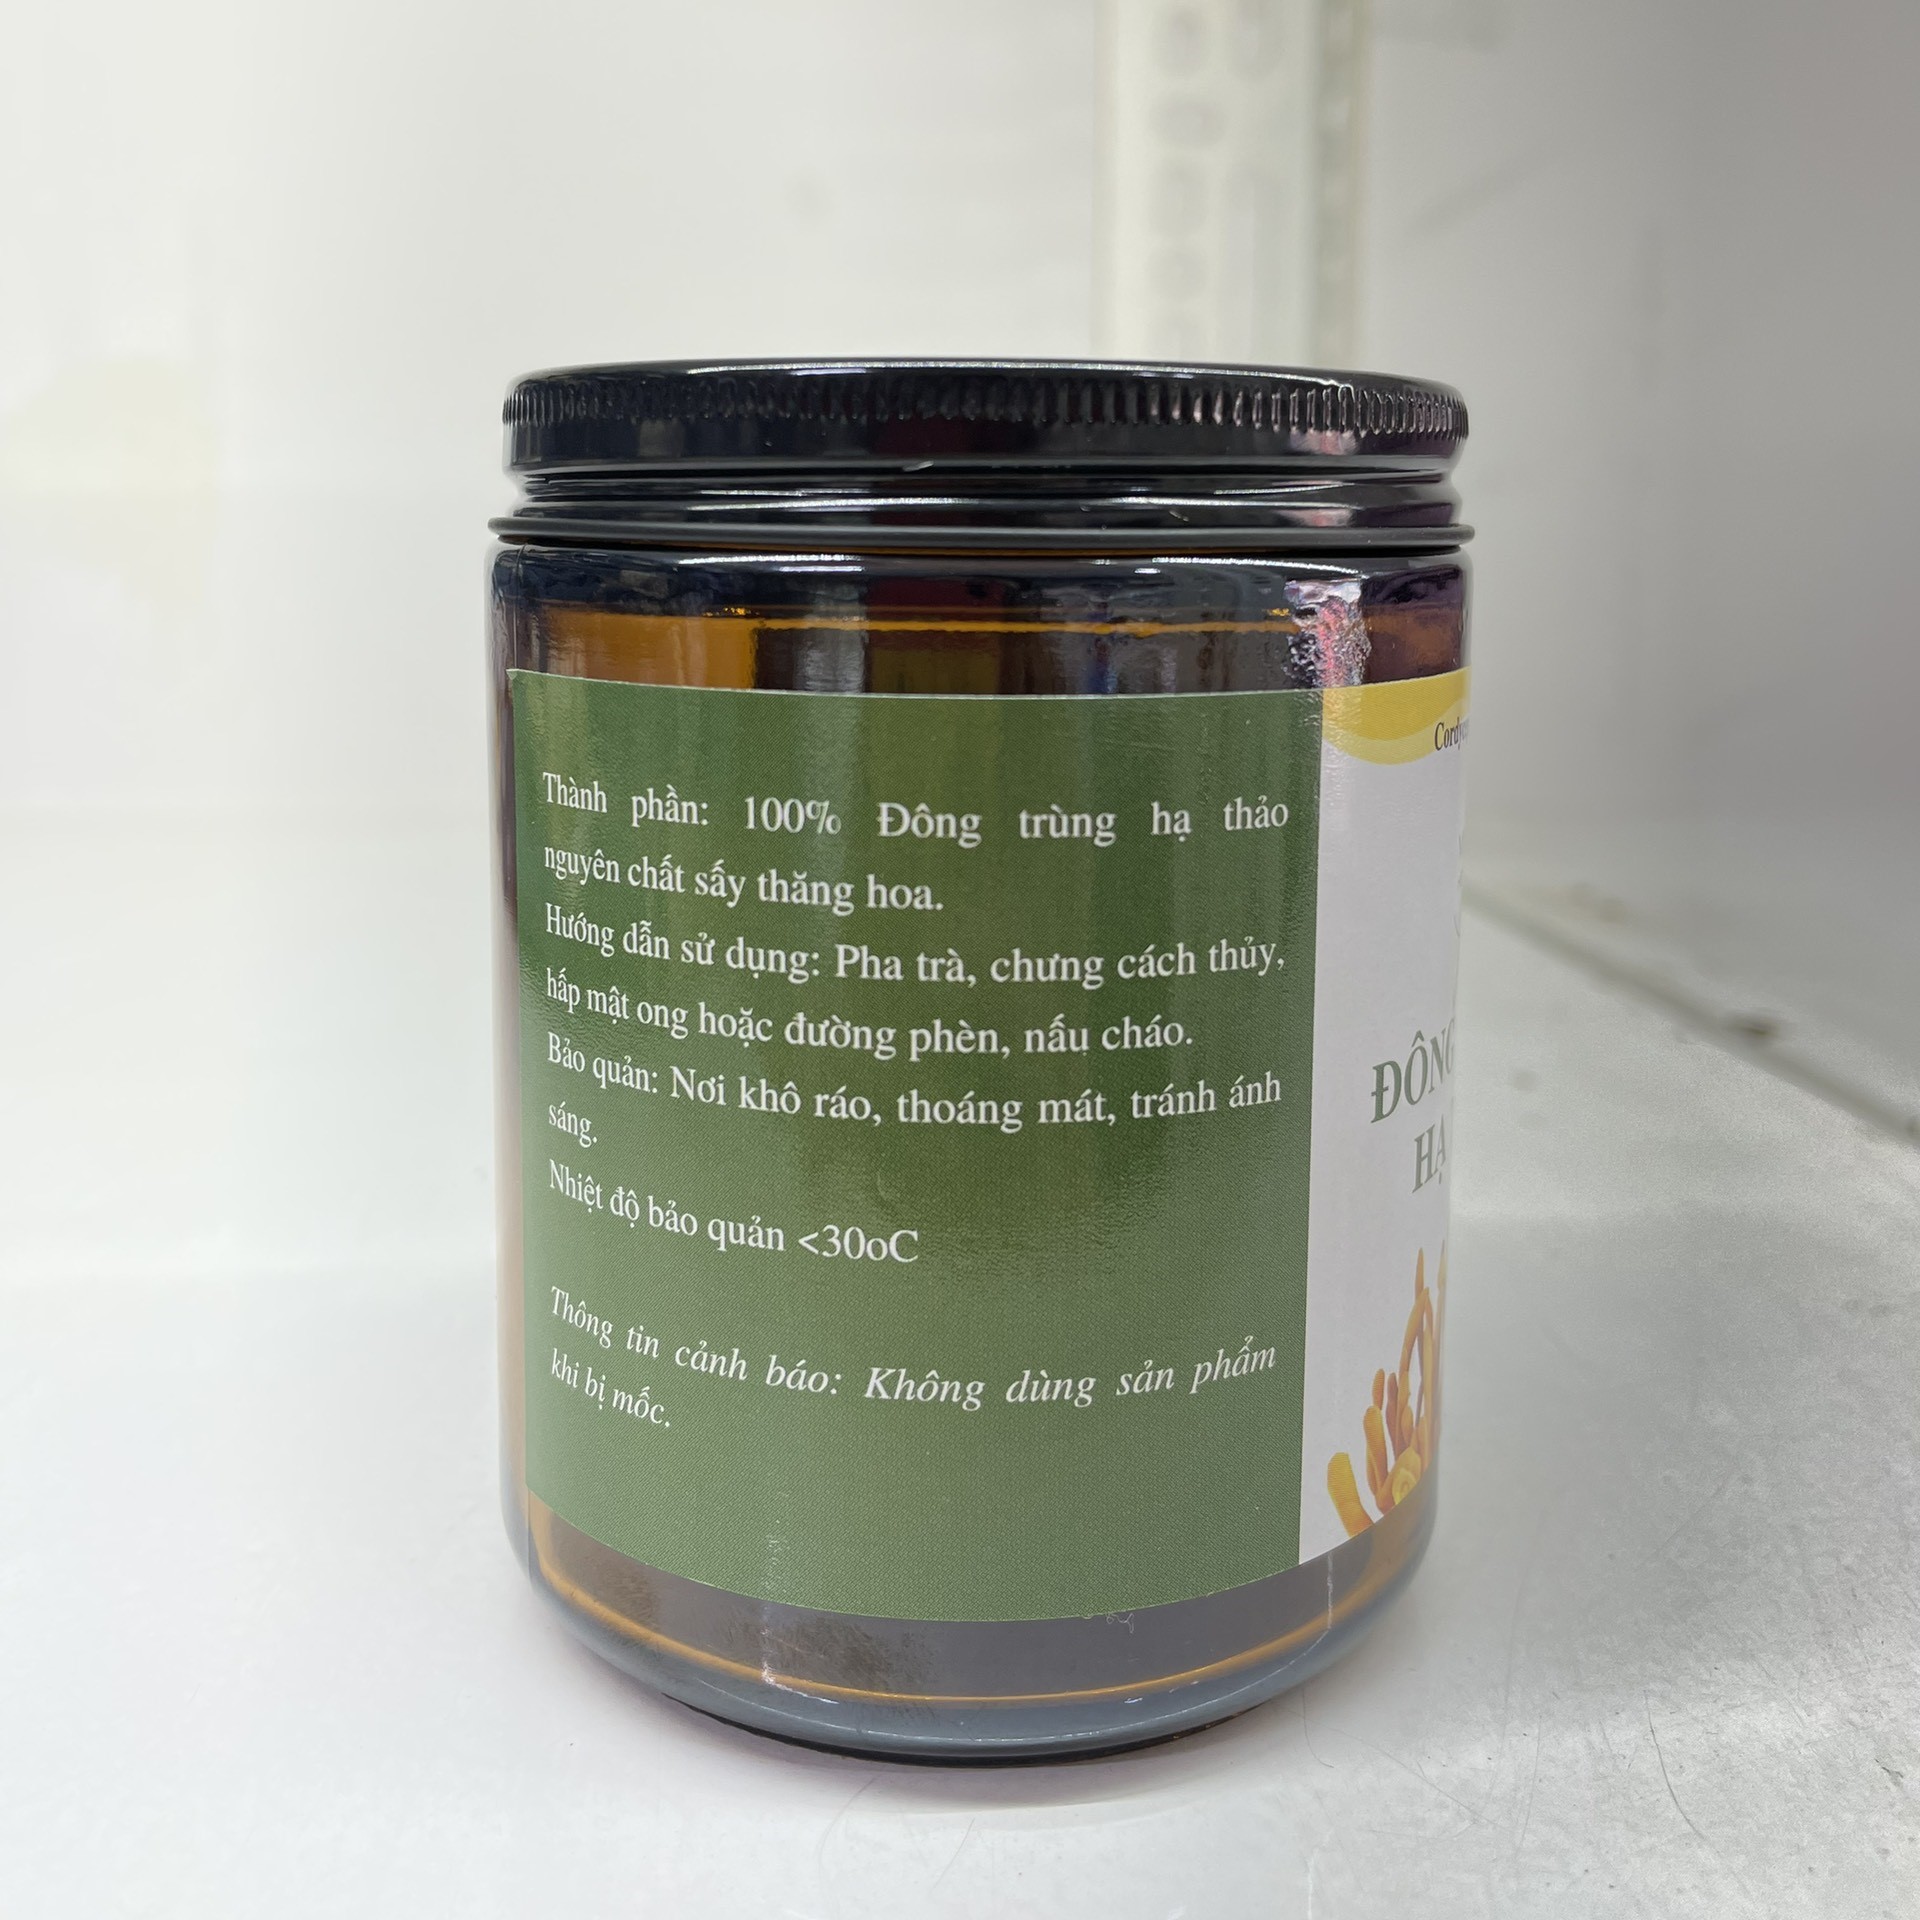 Thành phần: 100% Đông trùng hạ thảo
nguyên chất sấy thăng hoa.
Hướng dẫn sử dụng: Pha trà, chưng cách thủy,
hấp mật ong hoặc đường phèn, nấu cháo.
Bảo quản: Nơi khô ráo, thoáng mát, tránh ánh
sáng.
Nhiệt độ bảo quản <30oC
Thông tin cảnh báo: Không dùng sản phẩm
khi bị mốc.
ĐÔNG
HẠ